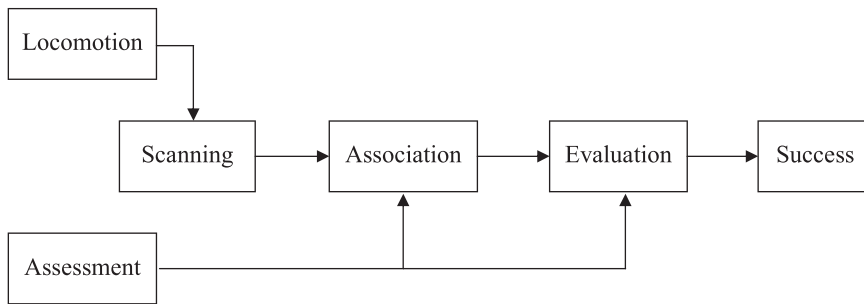 Locomotion
Scanning
Association
Evaluation
Success
Assessment